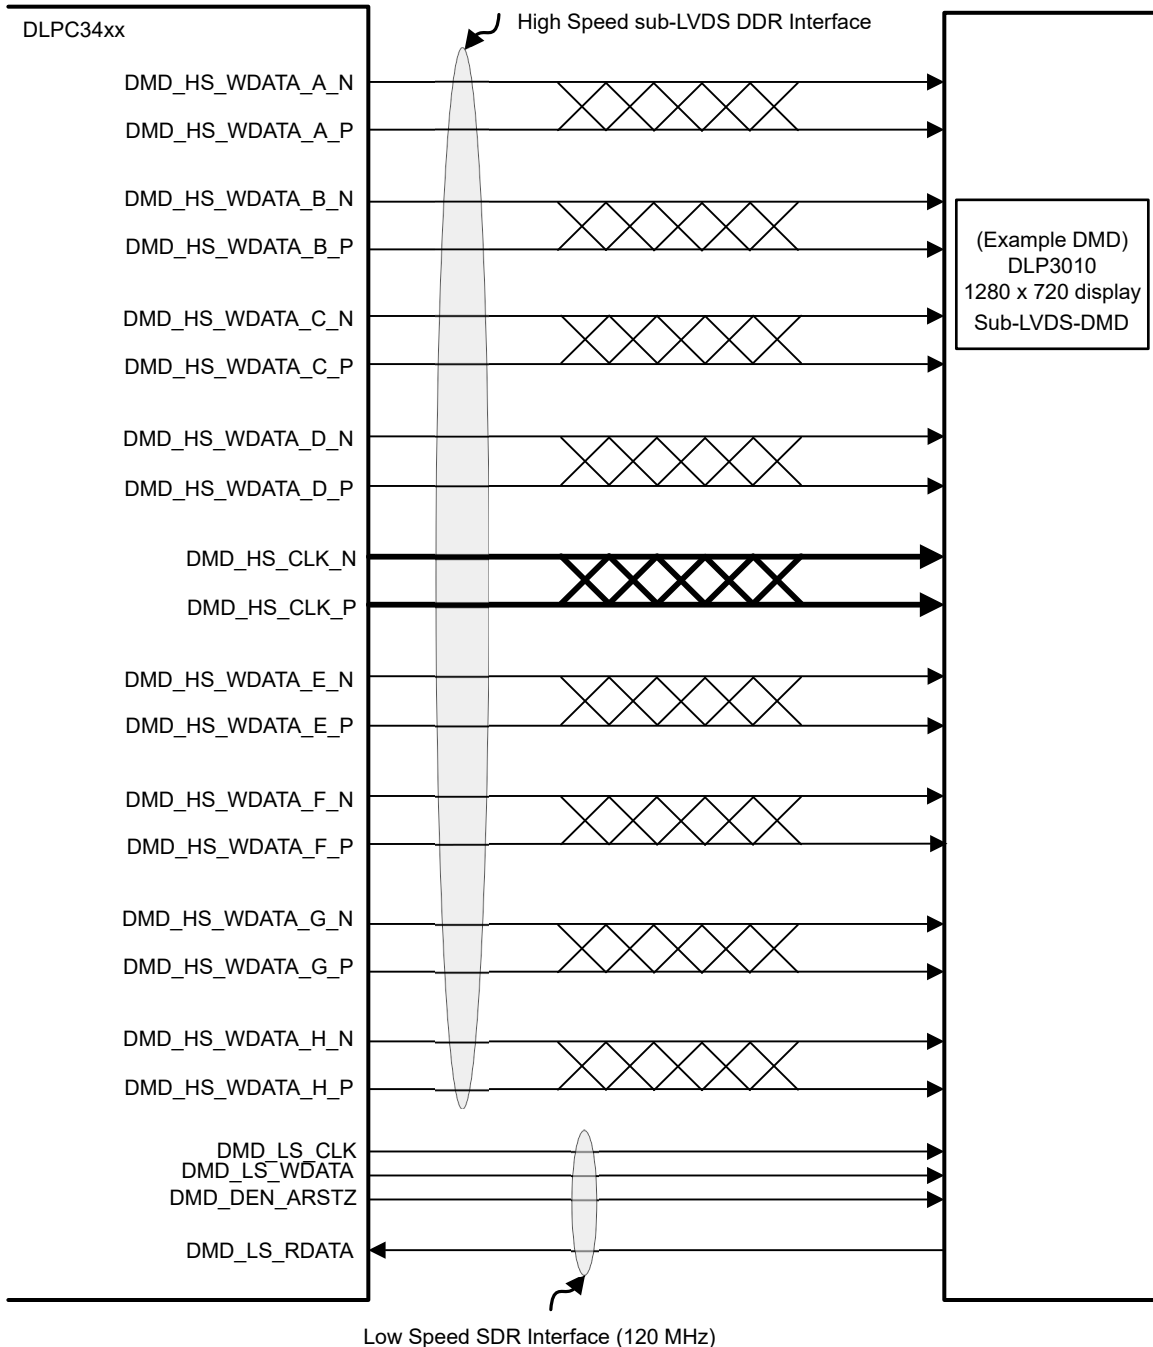 High Speed sub-LVDS DDR Interface
DLPC34xx
DMD_HS_WDATA_A_N
DMD_HS_WDATA_A_P
DMD_HS_WDATA_B_N
DMD_HS_WDATA_B_P
(Example DMD)
DLP3010
1280 x 720 display
Sub-LVDS-DMD
DMD_HS_WDATA_C_N
DMD_HS_WDATA_C_P
DMD_HS_WDATA_D_N
DMD_HS_WDATA_D_P
DMD_HS_CLK_N
DMD_HS_CLK_P
DMD_HS_WDATA_E_N
DMD_HS_WDATA_E_P
DMD_HS_WDATA_F_N
DMD_HS_WDATA_F_P
DMD_HS_WDATA_G_N
DMD_HS_WDATA_G_P
DMD_HS_WDATA_H_N
DMD_HS_WDATA_H_P
DMD_LS_CLK
DMD_LS_WDATA
DMD_DEN_ARSTZ
DMD_LS_RDATA
Low Speed SDR Interface (120 MHz)